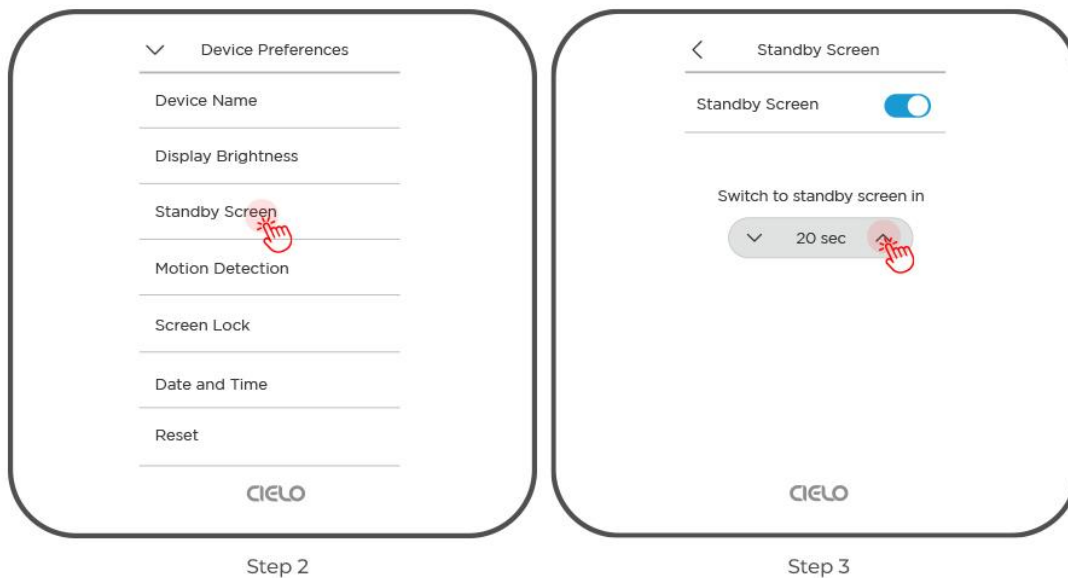 Device Preferences
Device Name
Display Brightness
Standby Screen
Motion Detection
Screen Lock
Date and Time
Reset
CIELO
Step 2
Standby Screen
Standby Screen
Switch to standby screen in
20 sec
CIELO
Step 3